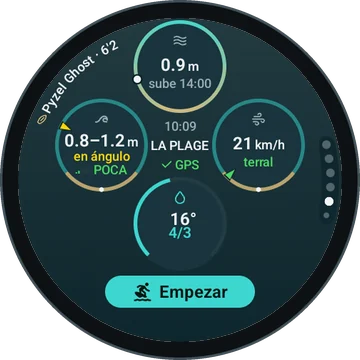 Pyzel Ghost · 6'2
0.9 m
sube 14:00
10:09
LA PLAGE
GPS
0.8–1.2 m
en ángulo
POCA
21 km/h
terral
16°
4/3
Empezar